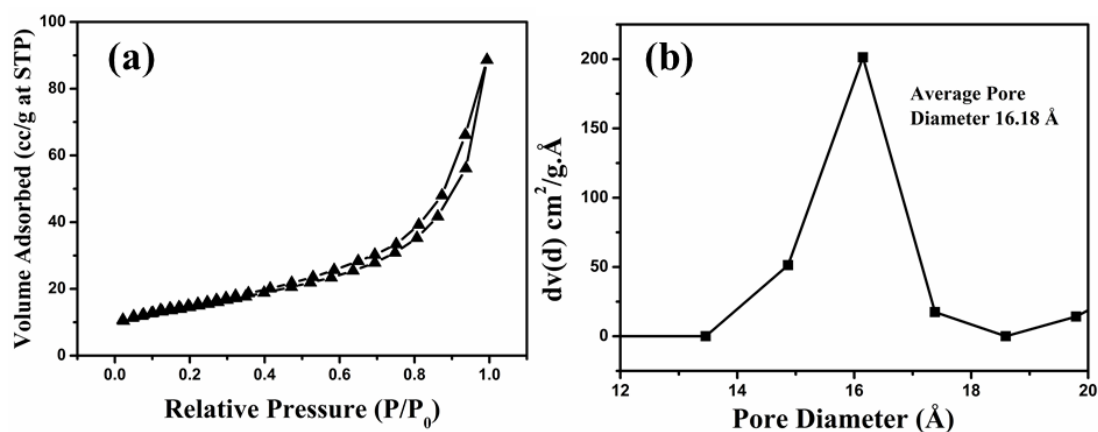 (a)
Volume Adsorbed (cc/g at STP)
100
80
60
40
20
0
0.0 0.2 0.4 0.6 0.8 1.0
Relative Pressure (P/P₀)
(b)
Average Pore
Diameter 16.18 Å
dv(d) cm²/g.Å
200
150
100
50
0
12 14 16 18 20
Pore Diameter (Å)